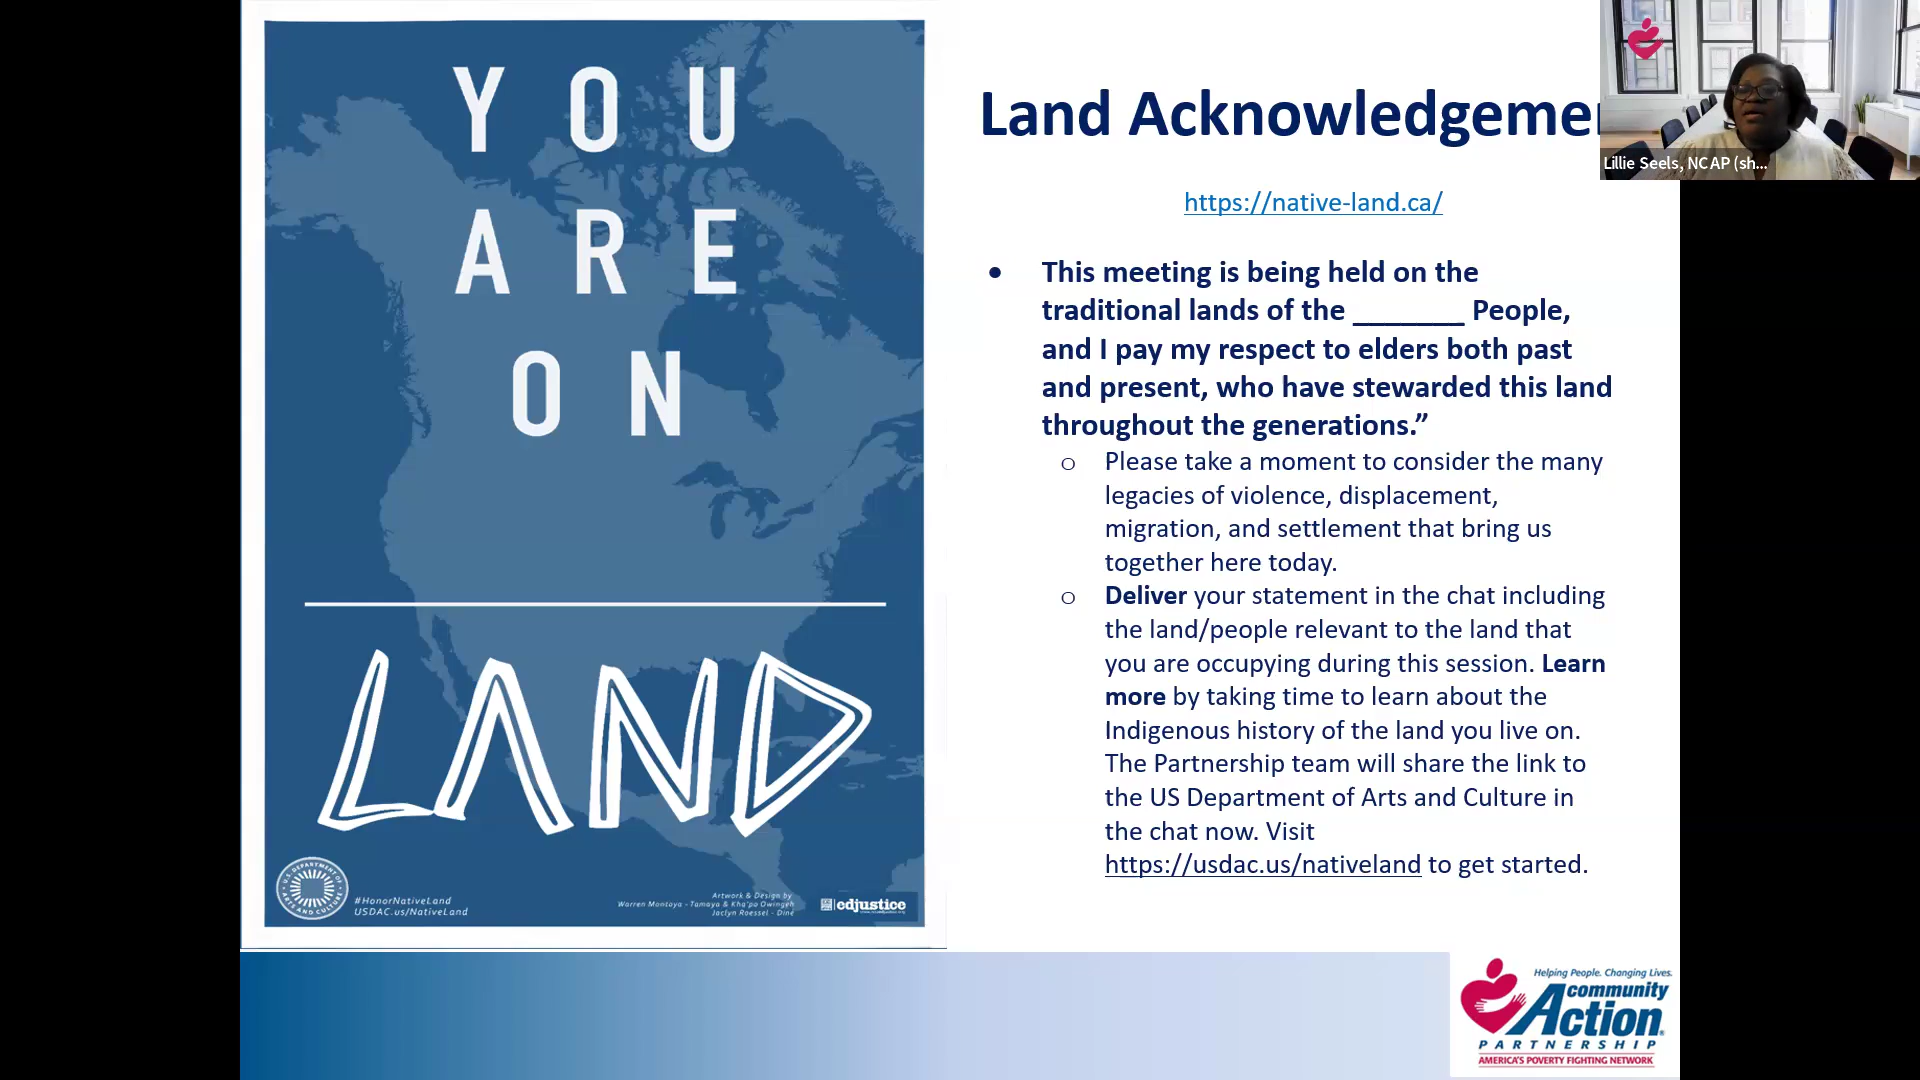 Y O U
A R E
O N
LAND
U.S. DEPARTMENT OF
ARTS AND CULTURE
#HonorNativeLand
USDAC.us/NativeLand
Artwork & Design by
Warren Montoya - Tamaya & Kha'po Owingeh
Jaclyn Roessel - Diné
edjustice
Land Acknowledgemen
https://native-land.ca/
• This meeting is being held on the
traditional lands of the _______ People,
and I pay my respect to elders both past
and present, who have stewarded this land
throughout the generations.”
o Please take a moment to consider the many
legacies of violence, displacement,
migration, and settlement that bring us
together here today.
o Deliver your statement in the chat including
the land/people relevant to the land that
you are occupying during this session. Learn
more by taking time to learn about the
Indigenous history of the land you live on.
The Partnership team will share the link to
the US Department of Arts and Culture in
the chat now. Visit
https://usdac.us/nativeland to get started.
Lillie Seels, NCAP (sh...
Helping People. Changing Lives.
community
Action
PARTNERSHIP
AMERICA'S POVERTY FIGHTING NETWORK